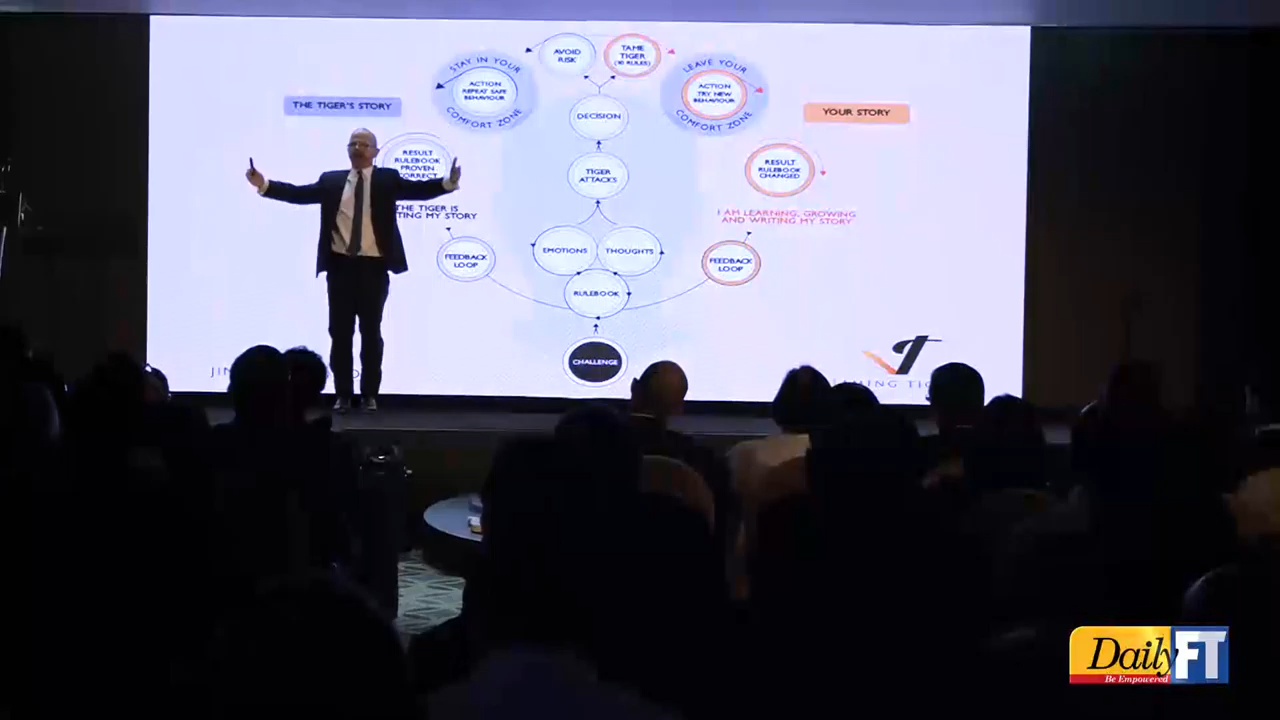 AVOID
RISK
TAME
TIGER
(10 RULES)
STAY IN YOUR
ACTION
REPEAT SAFE
BEHAVIOUR
COMFORT ZONE
LEAVE YOUR
ACTION
TRY NEW
BEHAVIOUR
COMFORT ZONE
THE TIGER'S STORY
DECISION
YOUR STORY
RESULT
RULEBOOK
PROVEN
CORRECT
TIGER
ATTACKS
RESULT
RULEBOOK
CHANGED
THE TIGER IS
TING MY STORY
I AM LEARNING, GROWING
AND WRITING MY STORY
EMOTIONS
THOUGHTS
FEEDBACK
LOOP
FEEDBACK
LOOP
RULEBOOK
CHALLENGE
Daily FT
Be Empowered